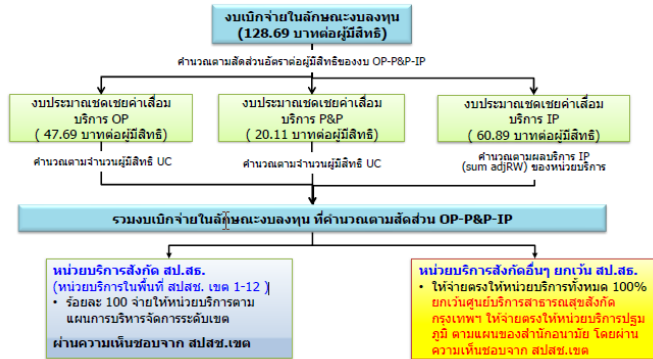 งบเบิกจ่ายในลักษณะงบลงทุน
(128.69 บาทต่อผู้มีสิทธิ)
คำนวณตามสัดส่วนอัตราต่อผู้มีสิทธิของงบ OP-P&P-IP
งบประมาณชดเชยค่าเสื่อม
บริการ OP
( 47.69 บาทต่อผู้มีสิทธิ)
งบประมาณชดเชยค่าเสื่อม
บริการ P&P
( 20.11 บาทต่อผู้มีสิทธิ)
งบประมาณชดเชยค่าเสื่อม
บริการ IP
( 60.89 บาทต่อผู้มีสิทธิ)
คำนวณตามจำนวนผู้มีสิทธิ UC
คำนวณตามจำนวนผู้มีสิทธิ UC
คำนวณตามผลบริการ IP
(sum adjRW) ของหน่วยบริการ
รวมงบเบิกจ่ายในลักษณะงบลงทุน ที่คำนวณตามสัดส่วน OP-P&P-IP
หน่วยบริการสังกัด สป.สธ.
(หน่วยบริการในพื้นที่ สปสช. เขต 1-12 )
• ร้อยละ 100 จ่ายให้หน่วยบริการตาม
แผนการบริหารจัดการระดับเขต
ผ่านความเห็นชอบจาก สปสช.เขต
หน่วยบริการสังกัดอื่นๆ ยกเว้น สป.สธ.
• ให้จ่ายตรงให้หน่วยบริการทั้งหมด 100%
ยกเว้นศูนย์บริการสาธารณสุขสังกัด
กรุงเทพฯ ให้จ่ายตรงให้หน่วยบริการปฐม
ภูมิ ตามแผนของสำนักอนามัย โดยผ่าน
ความเห็นชอบจาก สปสช.เขต